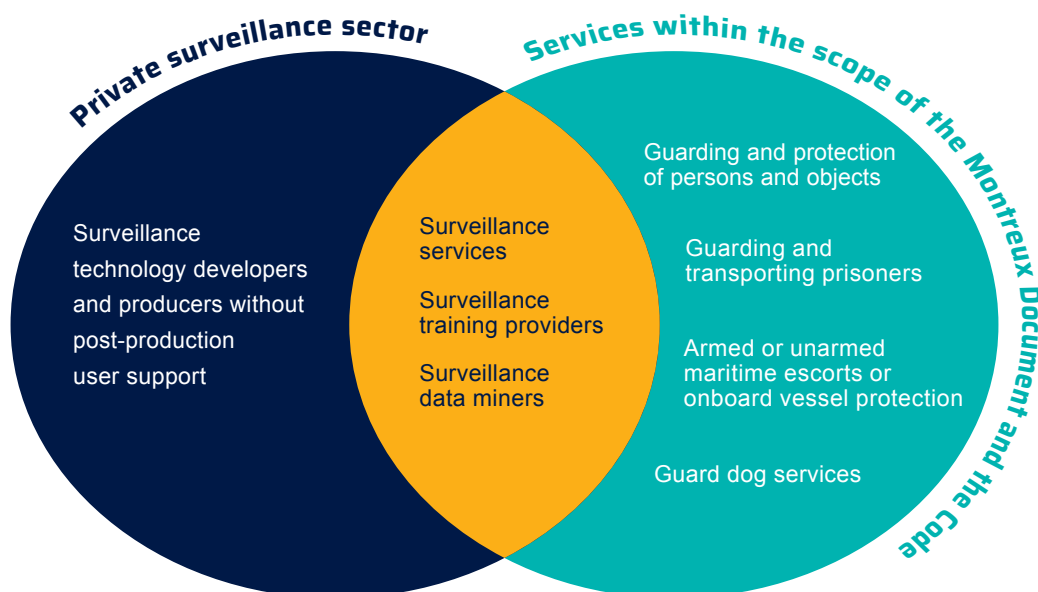 Private surveillance sector
Services within the scope of the Montreux Document and the Code
Surveillance
technology developers
and producers without
post-production
user support
Surveillance
services
Surveillance
training providers
Surveillance
data miners
Guarding and protection
of persons and objects
Guarding and
transporting prisoners
Armed or unarmed
maritime escorts or
onboard vessel protection
Guard dog services